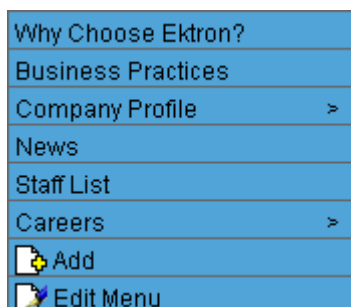 Why Choose Ektron?
Business Practices
Company Profile >
News
Staff List
Careers >
Add
Edit Menu